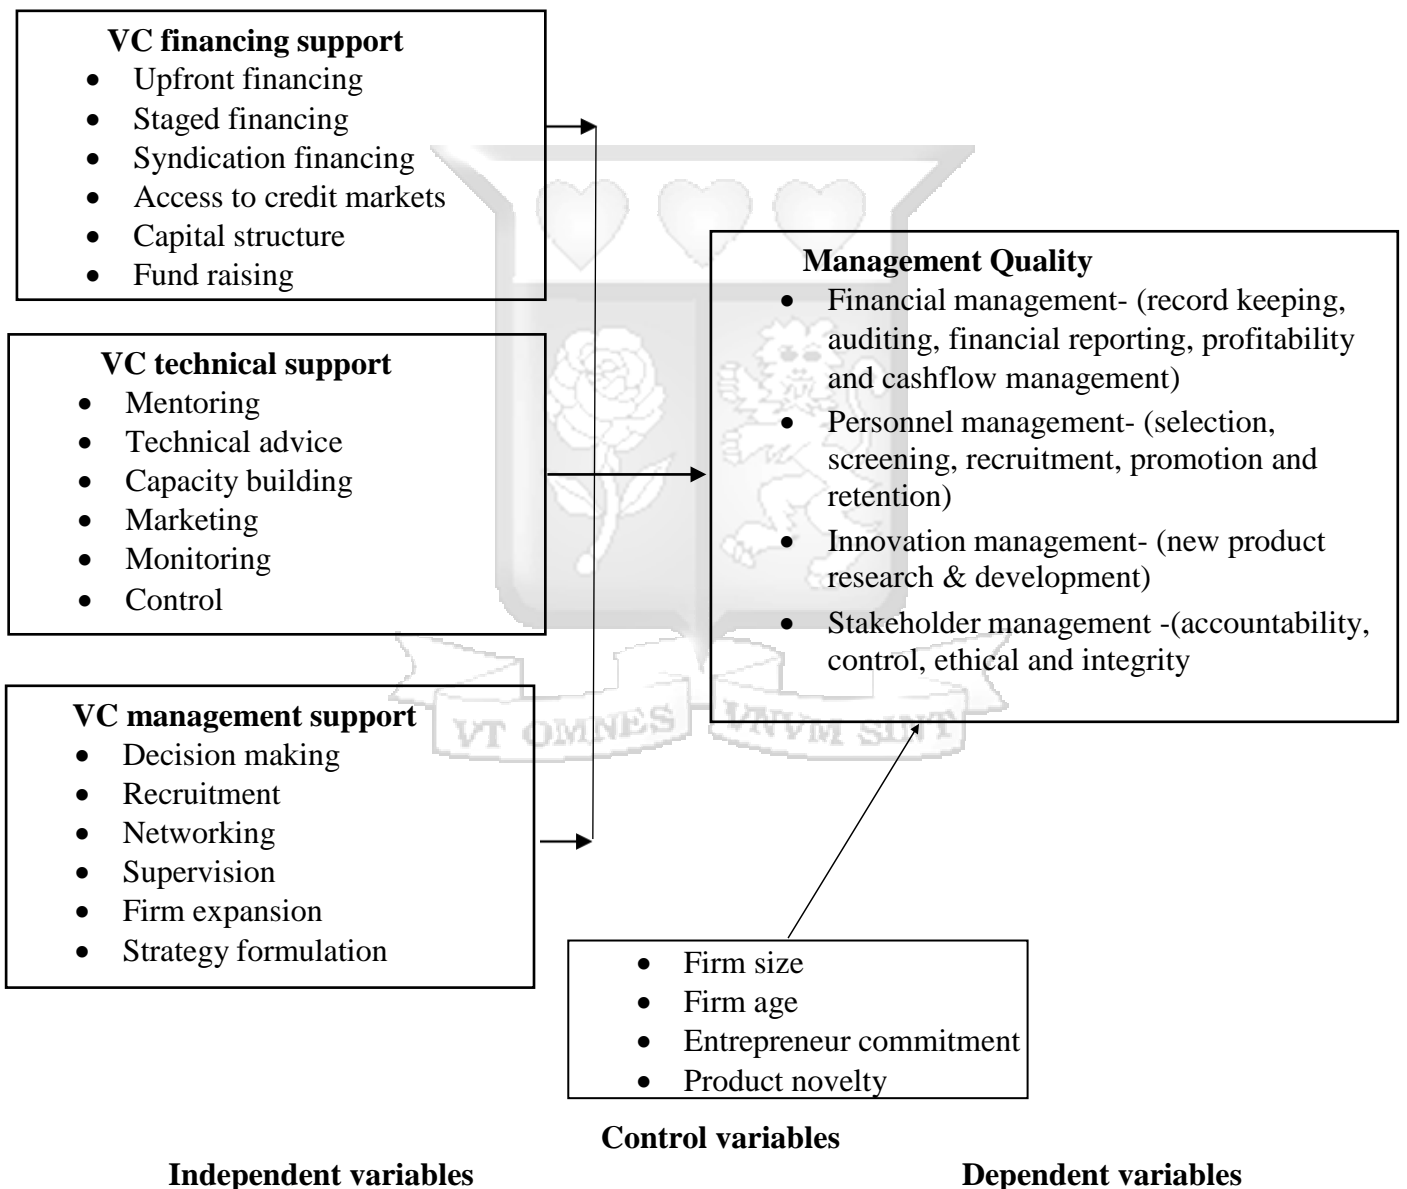 VC financing support
• Upfront financing
• Staged financing
• Syndication financing
• Access to credit markets
• Capital structure
• Fund raising
VC technical support
• Mentoring
• Technical advice
• Capacity building
• Marketing
• Monitoring
• Control
VC management support
• Decision making
• Recruitment
• Networking
• Supervision
• Firm expansion
• Strategy formulation
Management Quality
• Financial management- (record keeping,
auditing, financial reporting, profitability
and cashflow management)
• Personnel management- (selection,
screening, recruitment, promotion and
retention)
• Innovation management- (new product
research & development)
• Stakeholder management -(accountability,
control, ethical and integrity
VT OMNES VNVM SINT
• Firm size
• Firm age
• Entrepreneur commitment
• Product novelty
Control variables
Independent variables
Dependent variables